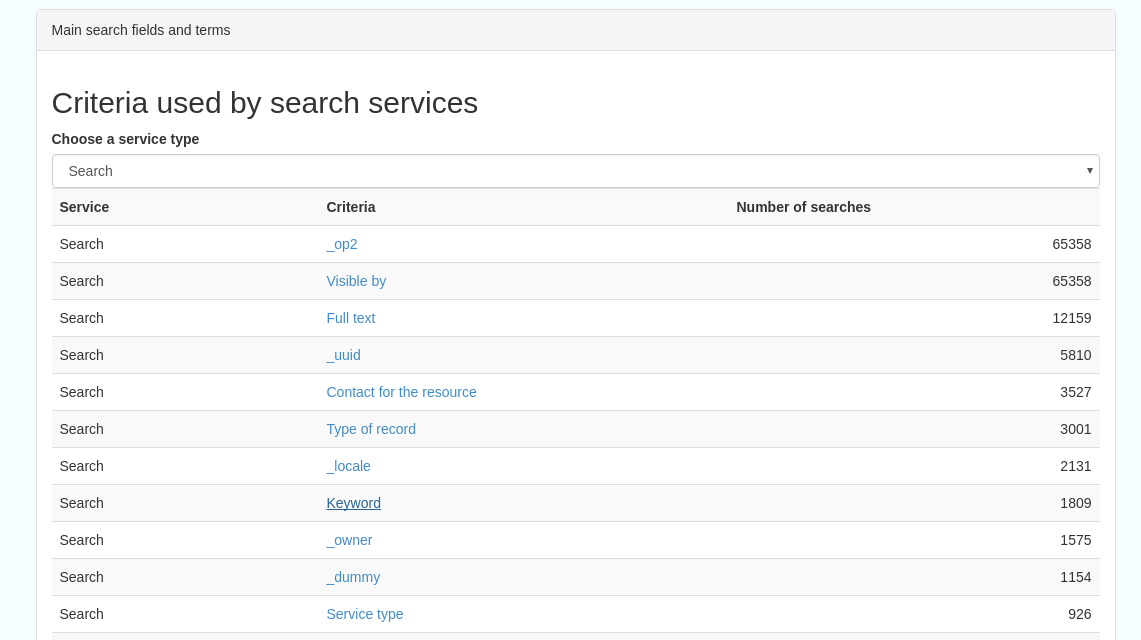 Main search fields and terms
Criteria used by search services
Choose a service type
Search
Service Criteria Number of searches
Search _op2 65358
Search Visible by 65358
Search Full text 12159
Search _uuid 5810
Search Contact for the resource 3527
Search Type of record 3001
Search _locale 2131
Search Keyword 1809
Search _owner 1575
Search _dummy 1154
Search Service type 926